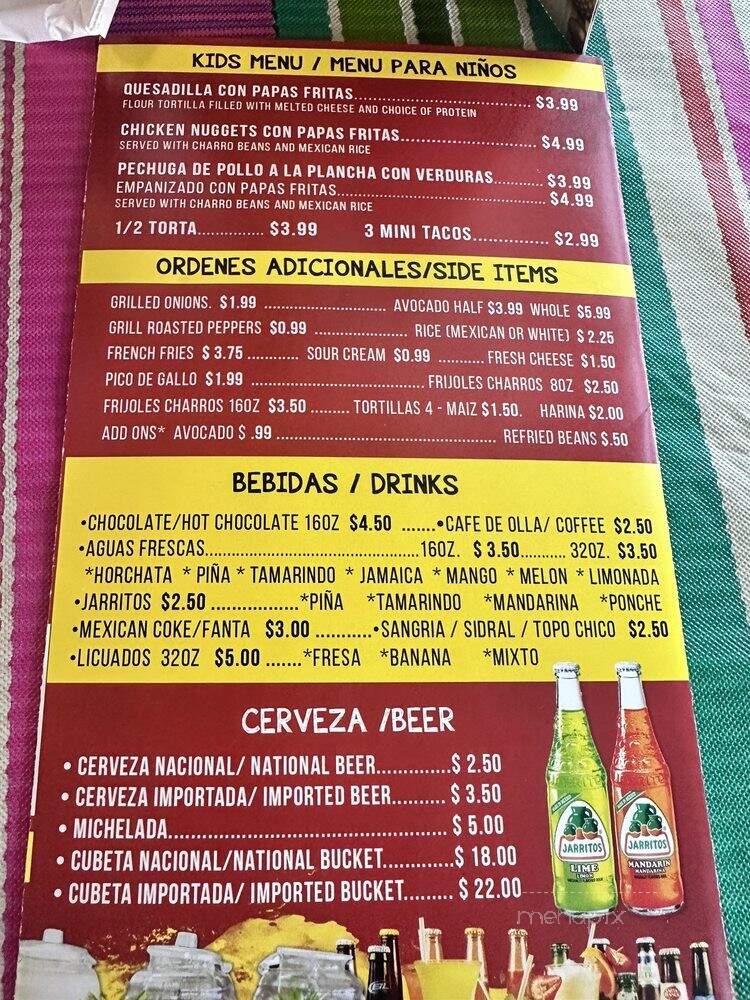 KIDS MENU / MENU PARA NIÑOS
QUESADILLA CON PAPAS FRITAS................................... $3.99
FLOUR TORTILLA FILLED WITH MELTED CHEESE AND CHOICE OF PROTEIN
CHICKEN NUGGETS CON PAPAS FRITAS........................... $4.99
SERVED WITH CHARRO BEANS AND MEXICAN RICE
PECHUGA DE POLLO A LA PLANCHA CON VERDURAS.......... $3.99
EMPANIZADO CON PAPAS FRITAS........................................ $4.99
SERVED WITH CHARRO BEANS AND MEXICAN RICE
1/2 TORTA.............. $3.99 3 MINI TACOS............... $2.99
ORDENES ADICIONALES/SIDE ITEMS
GRILLED ONIONS. $1.99 ............................ AVOCADO HALF $3.99 WHOLE $5.99
GRILL ROASTED PEPPERS $0.99 ..................... RICE (MEXICAN OR WHITE) $ 2.25
FRENCH FRIES $ 3.75............ SOUR CREAM $0.99 .......... FRESH CHEESE $1.50
PICO DE GALLO $1.99 ........................................ FRIJOLES CHARROS 8OZ $2.50
FRIJOLES CHARROS 16OZ $3.50 ......... TORTILLAS 4 - MAIZ $1.50. HARINA $2.00
ADD ONS* AVOCADO $ .99 .................................................. REFRIED BEANS $.50
BEBIDAS / DRINKS
•CHOCOLATE/HOT CHOCOLATE 16OZ $4.50 .......•CAFE DE OLLA/ COFFEE $2.50
•AGUAS FRESCAS...........................................16OZ. $ 3.50........... 32OZ. $3.50
*HORCHATA * PIÑA * TAMARINDO * JAMAICA * MANGO * MELON * LIMONADA
•JARRITOS $2.50 ..................*PIÑA *TAMARINDO *MANDARINA *PONCHE
•MEXICAN COKE/FANTA $3.00 ...........•SANGRIA / SIDRAL / TOPO CHICO $2.50
•LICUADOS 32OZ $5.00 .......*FRESA *BANANA *MIXTO
CERVEZA /BEER
• CERVEZA NACIONAL/ NATIONAL BEER..............$ 2.50
• CERVEZA IMPORTADA/ IMPORTED BEER.......... $ 3.50
• MICHELADA.................................................. $ 5.00
• CUBETA NACIONAL/NATIONAL BUCKET.............$ 18.00
• CUBETA IMPORTADA/ IMPORTED BUCKET......... $ 22.00
JARRITOS
LIME
JARRITOS
MANDARIN
MANDARINA
menupix